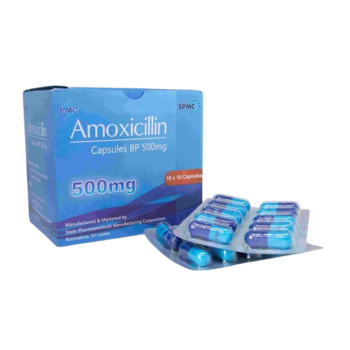 SPMC
SPMC
Amoxicillin
Capsules BP 500mg
10 x 10 Capsules
500mg
Manufactured & Marketed by
State Pharmaceuticals Manufacturing Corporation
Ratmalana, Sri Lanka